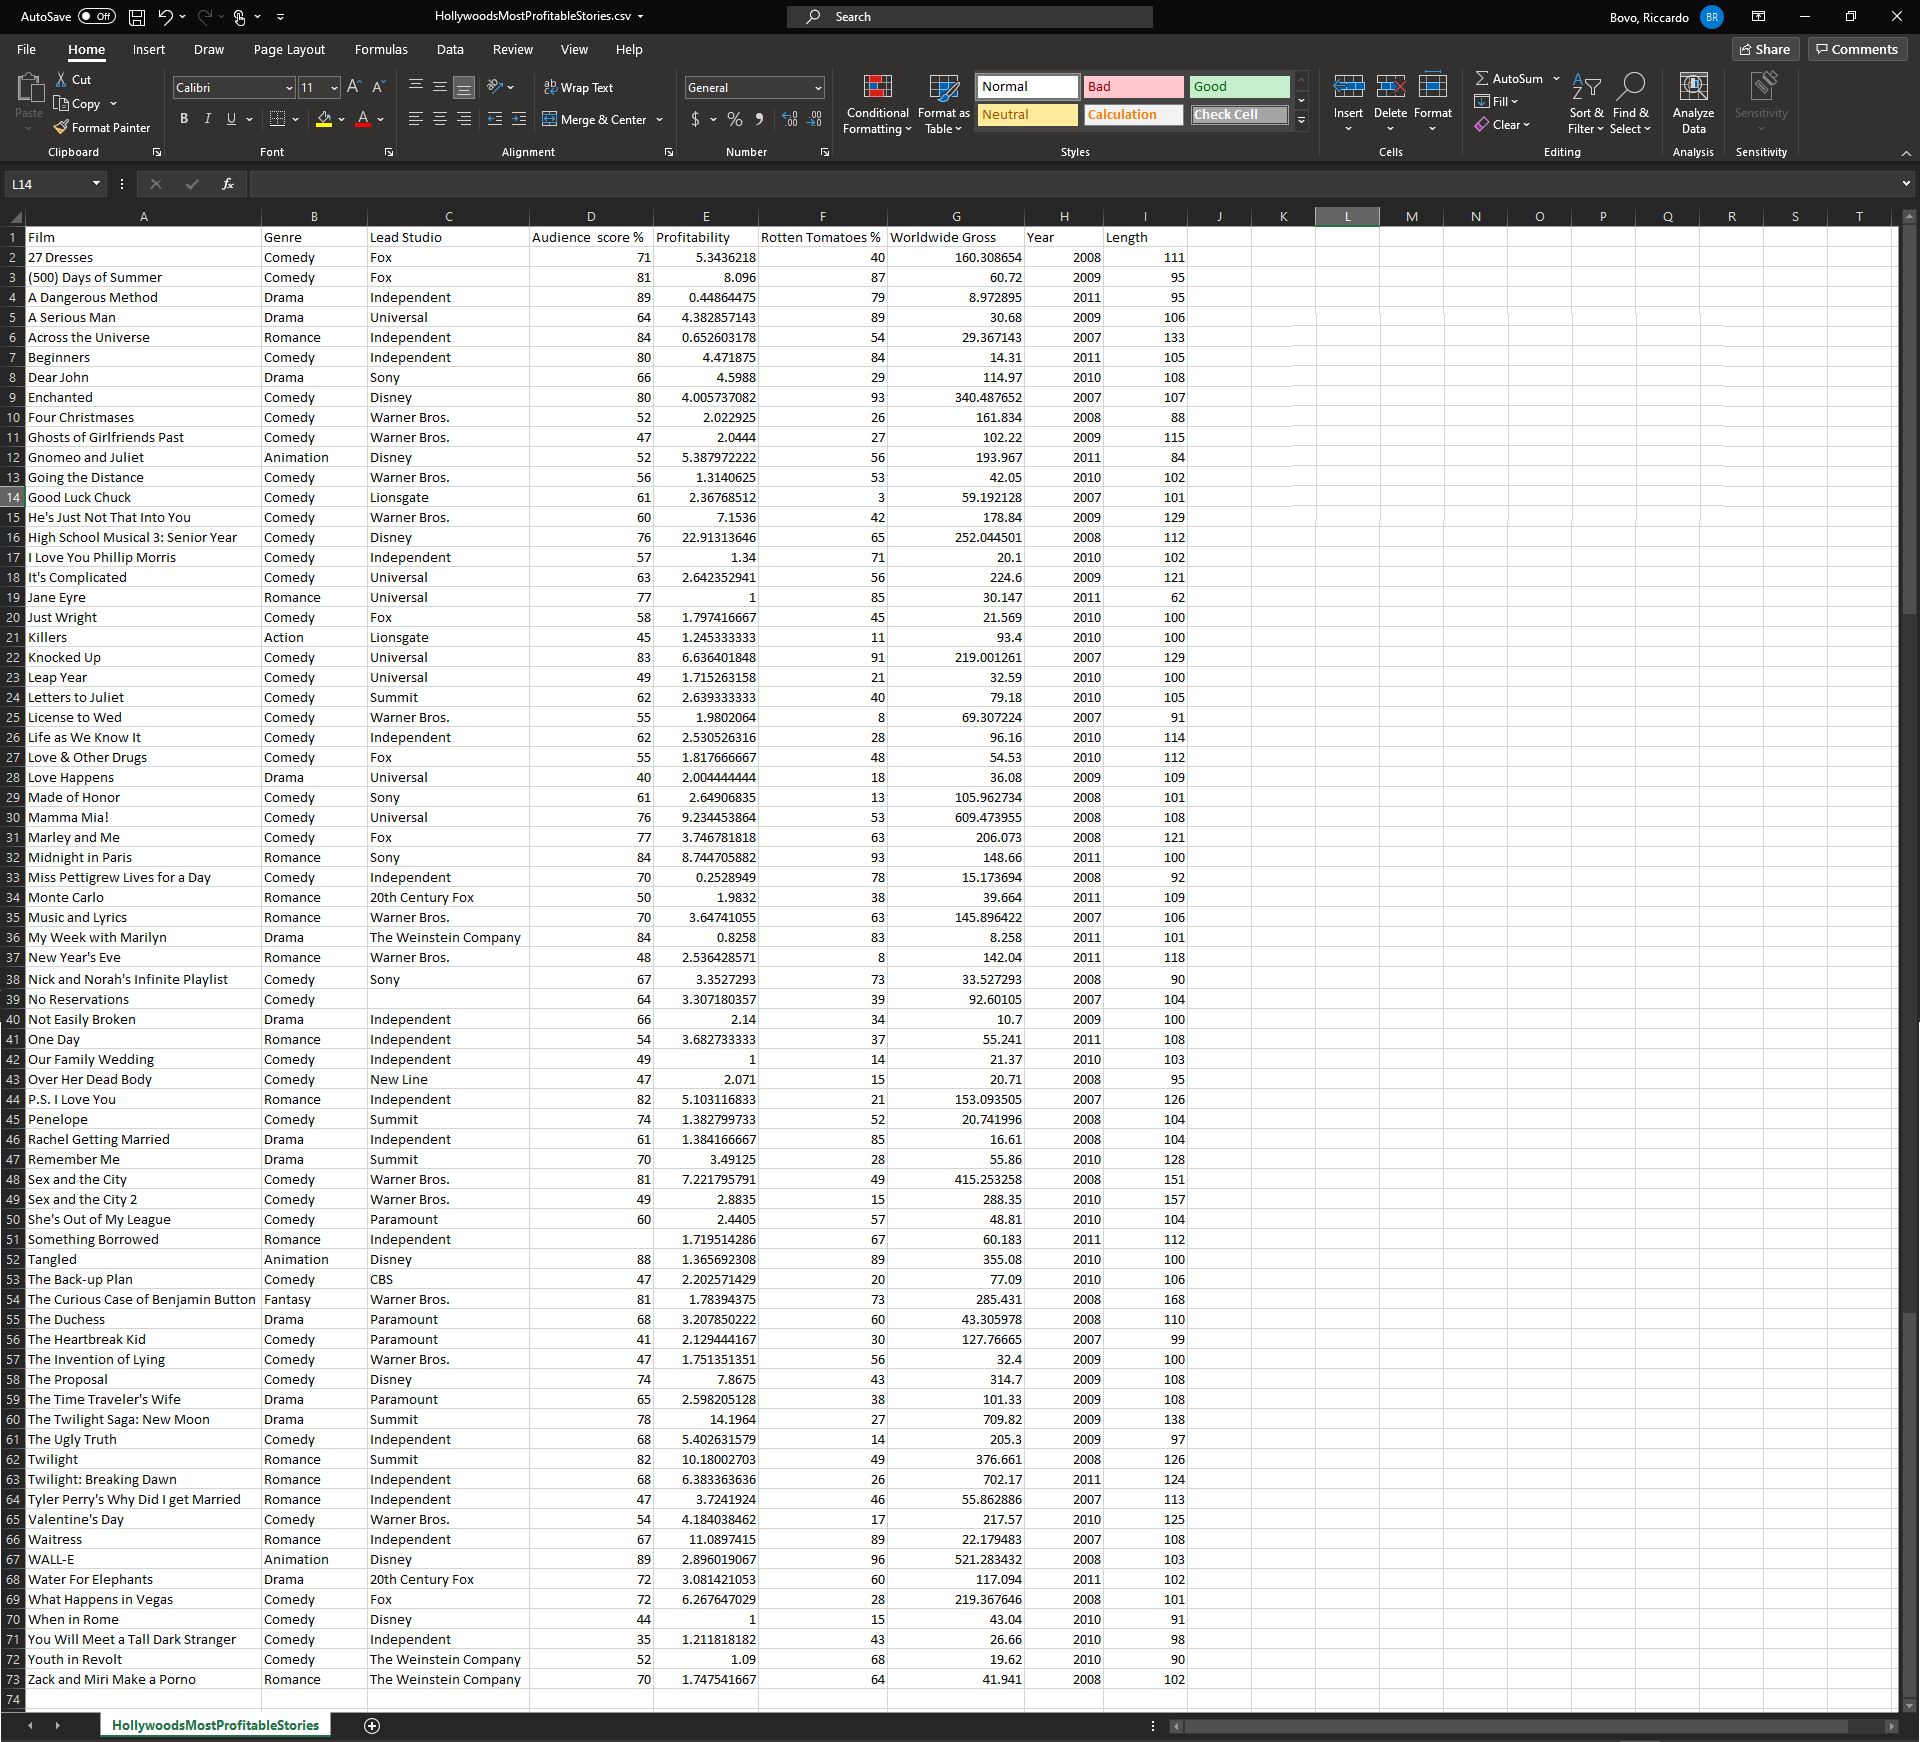 AutoSave Off HollywoodsMostProfitableStories.csv Search Bovo, Riccardo BR
File Home Insert Draw Page Layout Formulas Data Review View Help Share Comments
Paste Cut Copy Format Painter Clipboard
Calibri 11 A A B I U A Font
Wrap Text Merge & Center Alignment
General $ % Number
Conditional Formatting Format as Table Normal Bad Good Neutral Calculation Check Cell Styles
Insert Delete Format Cells
AutoSum Fill Clear Sort & Filter Find & Select Editing
Analyze Data Analysis Sensitivity Sensitivity
L14 fx
A B C D E F G H I J K L M N O P Q R S T
1 Film Genre Lead Studio Audience  score % Profitability Rotten Tomatoes % Worldwide Gross Year Length
2 27 Dresses Comedy Fox 71 5.3436218 40 160.308654 2008 111
3 (500) Days of Summer Comedy Fox 81 8.096 87 60.72 2009 95
4 A Dangerous Method Drama Independent 89 0.44864475 79 8.972895 2011 95
5 A Serious Man Drama Universal 64 4.382857143 89 30.68 2009 106
6 Across the Universe Romance Independent 84 0.652603178 54 29.367143 2007 133
7 Beginners Comedy Independent 80 4.471875 84 14.31 2011 105
8 Dear John Drama Sony 66 4.5988 29 114.97 2010 108
9 Enchanted Comedy Disney 80 4.005737082 93 340.487652 2007 107
10 Four Christmases Comedy Warner Bros. 52 2.022925 26 161.834 2008 88
11 Ghosts of Girlfriends Past Comedy Warner Bros. 47 2.0444 27 102.22 2009 115
12 Gnomeo and Juliet Animation Disney 52 5.387972222 56 193.967 2011 84
13 Going the Distance Comedy Warner Bros. 56 1.3140625 53 42.05 2010 102
14 Good Luck Chuck Comedy Lionsgate 61 2.36768512 3 59.192128 2007 101
15 He's Just Not That Into You Comedy Warner Bros. 60 7.1536 42 178.84 2009 129
16 High School Musical 3: Senior Year Comedy Disney 76 22.91313646 65 252.044501 2008 112
17 I Love You Phillip Morris Comedy Independent 57 1.34 71 20.1 2010 102
18 It's Complicated Comedy Universal 63 2.642352941 56 224.6 2009 121
19 Jane Eyre Romance Universal 77 1 85 30.147 2011 62
20 Just Wright Comedy Fox 58 1.797416667 45 21.569 2010 100
21 Killers Action Lionsgate 45 1.245333333 11 93.4 2010 100
22 Knocked Up Comedy Universal 83 6.636401848 91 219.001261 2007 129
23 Leap Year Comedy Universal 49 1.715263158 21 32.59 2010 100
24 Letters to Juliet Comedy Summit 62 2.639333333 40 79.18 2010 105
25 License to Wed Comedy Warner Bros. 55 1.9802064 8 69.307224 2007 91
26 Life as We Know It Comedy Independent 62 2.530526316 28 96.16 2010 114
27 Love & Other Drugs Comedy Fox 55 1.817666667 48 54.53 2010 112
28 Love Happens Drama Universal 40 2.004444444 18 36.08 2009 109
29 Made of Honor Comedy Sony 61 2.64906835 13 105.962734 2008 101
30 Mamma Mia! Comedy Universal 76 9.234453864 53 609.473955 2008 108
31 Marley and Me Comedy Fox 77 3.746781818 63 206.073 2008 121
32 Midnight in Paris Romance Sony 84 8.744705882 93 148.66 2011 100
33 Miss Pettigrew Lives for a Day Comedy Independent 70 0.2528949 78 15.173694 2008 92
34 Monte Carlo Romance 20th Century Fox 50 1.9832 38 39.664 2011 109
35 Music and Lyrics Romance Warner Bros. 70 3.64741055 63 145.896422 2007 106
36 My Week with Marilyn Drama The Weinstein Company 84 0.8258 83 8.258 2011 101
37 New Year's Eve Romance Warner Bros. 48 2.536428571 8 142.04 2011 118
38 Nick and Norah's Infinite Playlist Comedy Sony 67 3.3527293 73 33.527293 2008 90
39 No Reservations Comedy 64 3.307180357 39 92.60105 2007 104
40 Not Easily Broken Drama Independent 66 2.14 34 10.7 2009 100
41 One Day Romance Independent 54 3.682733333 37 55.241 2011 108
42 Our Family Wedding Comedy Independent 49 1 14 21.37 2010 103
43 Over Her Dead Body Comedy New Line 47 2.071 15 20.71 2008 95
44 P.S. I Love You Romance Independent 82 5.103116833 21 153.093505 2007 126
45 Penelope Comedy Summit 74 1.382799733 52 20.741996 2008 104
46 Rachel Getting Married Drama Independent 61 1.384166667 85 16.61 2008 104
47 Remember Me Drama Summit 70 3.49125 28 55.86 2010 128
48 Sex and the City Comedy Warner Bros. 81 7.221795791 49 415.253258 2008 151
49 Sex and the City 2 Comedy Warner Bros. 49 2.8835 15 288.35 2010 157
50 She's Out of My League Comedy Paramount 60 2.4405 57 48.81 2010 104
51 Something Borrowed Romance Independent 1.719514286 67 60.183 2011 112
52 Tangled Animation Disney 88 1.365692308 89 355.08 2010 100
53 The Back-up Plan Comedy CBS 47 2.202571429 20 77.09 2010 106
54 The Curious Case of Benjamin Button Fantasy Warner Bros. 81 1.78394375 73 285.431 2008 168
55 The Duchess Drama Paramount 68 3.207850222 60 43.305978 2008 110
56 The Heartbreak Kid Comedy Paramount 41 2.129444167 30 127.76665 2007 99
57 The Invention of Lying Comedy Warner Bros. 47 1.751351351 56 32.4 2009 100
58 The Proposal Comedy Disney 74 7.8675 43 314.7 2009 108
59 The Time Traveler's Wife Drama Paramount 65 2.598205128 38 101.33 2009 108
60 The Twilight Saga: New Moon Drama Summit 78 14.1964 27 709.82 2009 138
61 The Ugly Truth Comedy Independent 68 5.402631579 14 205.3 2009 97
62 Twilight Romance Summit 82 10.18002703 49 376.661 2008 126
63 Twilight: Breaking Dawn Romance Independent 68 6.383363636 26 702.17 2011 124
64 Tyler Perry's Why Did I get Married Romance Independent 47 3.7241924 46 55.862886 2007 113
65 Valentine's Day Comedy Warner Bros. 54 4.184038462 17 217.57 2010 125
66 Waitress Romance Independent 67 11.0897415 89 22.179483 2007 108
67 WALL-E Animation Disney 89 2.896019067 96 521.283432 2008 103
68 Water For Elephants Drama 20th Century Fox 72 3.081421053 60 117.094 2011 102
69 What Happens in Vegas Comedy Fox 72 6.267647029 28 219.367646 2008 101
70 When in Rome Comedy Disney 44 1 15 43.04 2010 91
71 You Will Meet a Tall Dark Stranger Comedy Independent 35 1.211818182 43 26.66 2010 98
72 Youth in Revolt Comedy The Weinstein Company 52 1.09 68 19.62 2010 90
73 Zack and Miri Make a Porno Romance The Weinstein Company 70 1.747541667 64 41.941 2008 102
74
HollywoodsMostProfitableStories